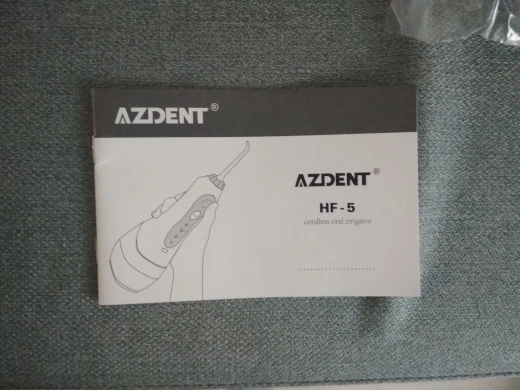 AZDENT®
AZDENT®
HF-5
cordless oral irrigator